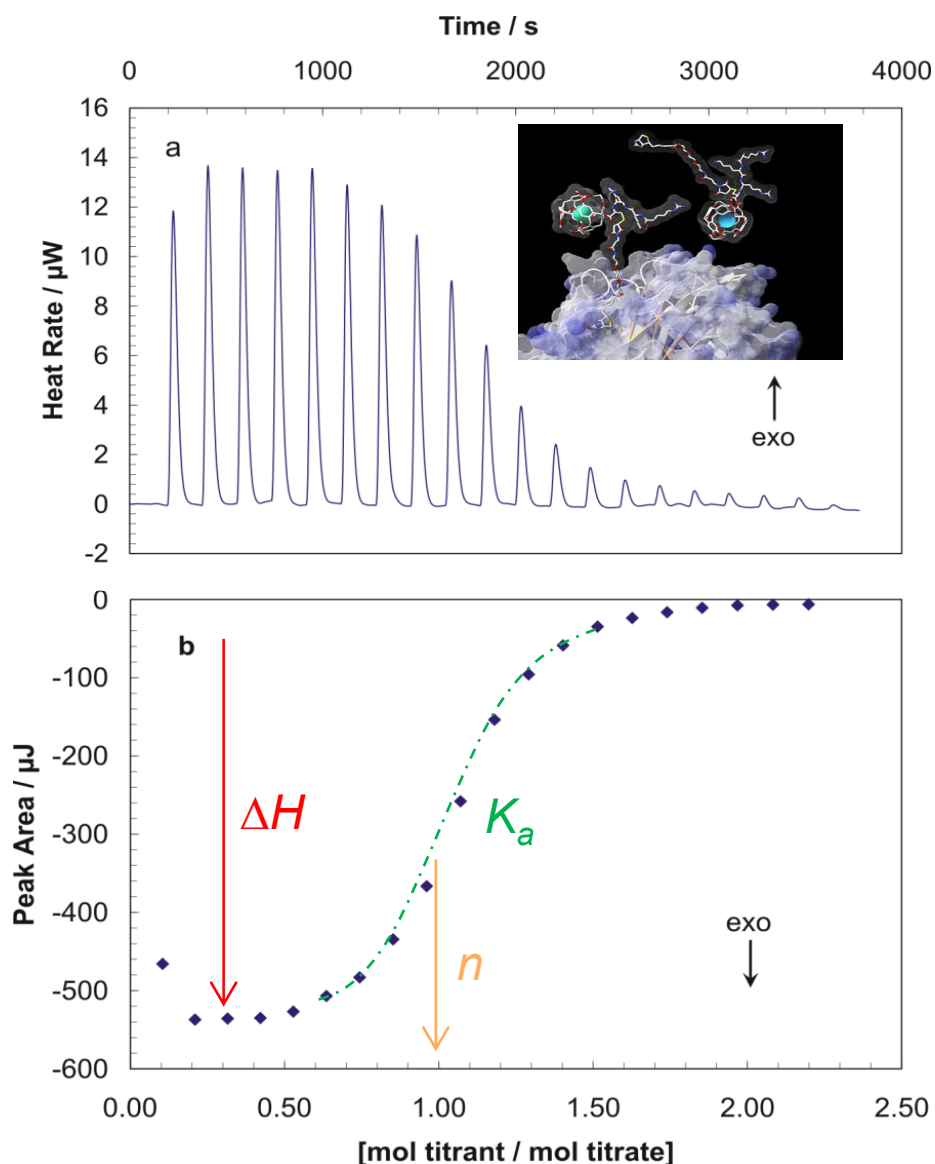 Time / s
0 1000 2000 3000 4000
16
14
12
10
8
6
4
2
0
-2
Heat Rate / µW
a
exo
0
-100
-200
-300
-400
-500
-600
Peak Area / µJ
b
ΔH
Ka
n
exo
0.00 0.50 1.00 1.50 2.00 2.50
[mol titrant / mol titrate]